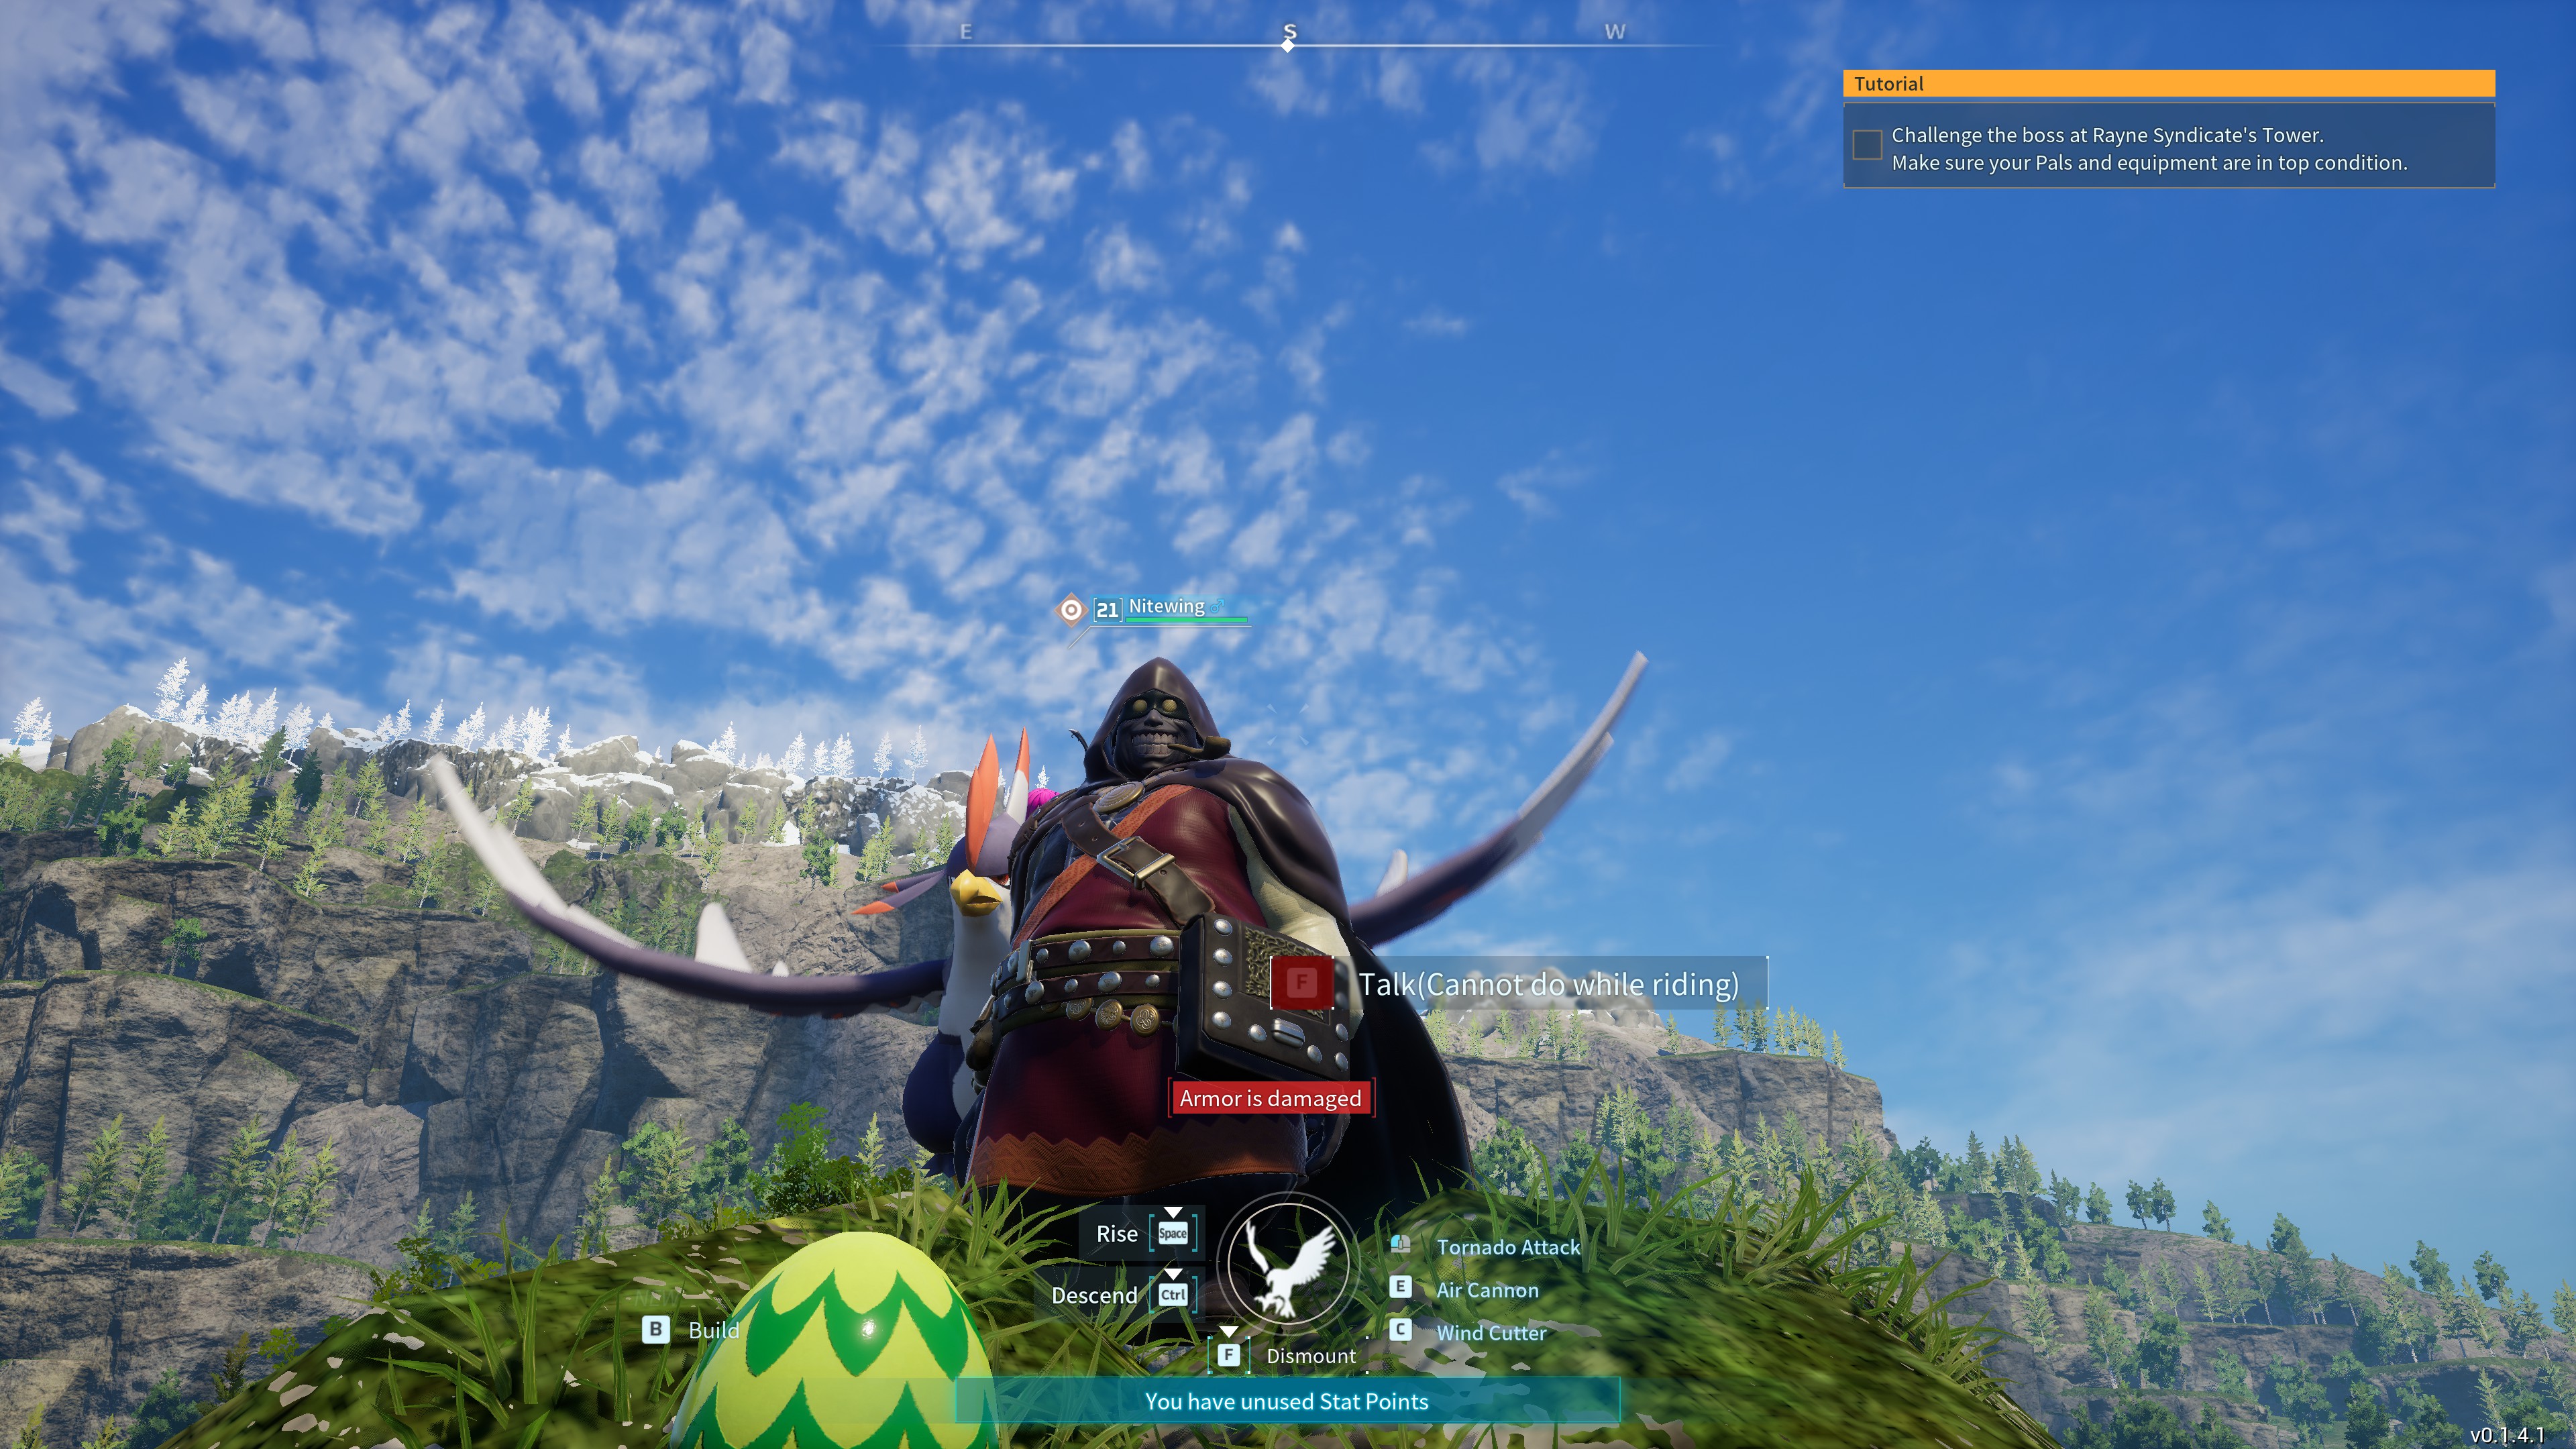 E S W
Tutorial
Challenge the boss at Rayne Syndicate's Tower.
Make sure your Pals and equipment are in top condition.
21 Nitewing
F Talk(Cannot do while riding)
Armor is damaged
Rise Space
Descend Ctrl
Tornado Attack
E Air Cannon
C Wind Cutter
B Build
F Dismount
You have unused Stat Points
v0.1.4.1